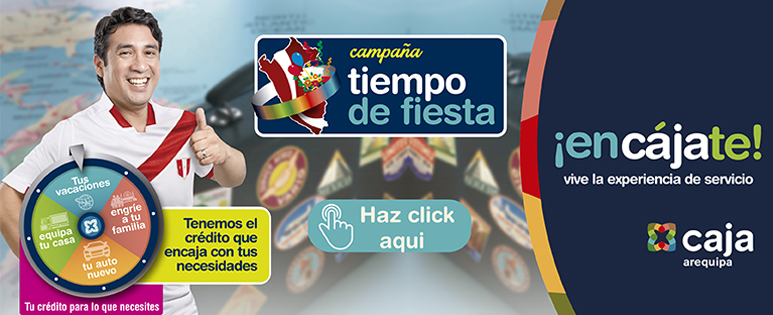 campaña
tiempo
de fiesta
Tus
vacaciones
engríe
a tu
familia
equipa
tu casa
tu auto
nuevo
Tenemos el
crédito que
encaja con tus
necesidades
Tu crédito para lo que necesites
Haz click
aqui
¡encájate!
vive la experiencia de servicio
caja
arequipa